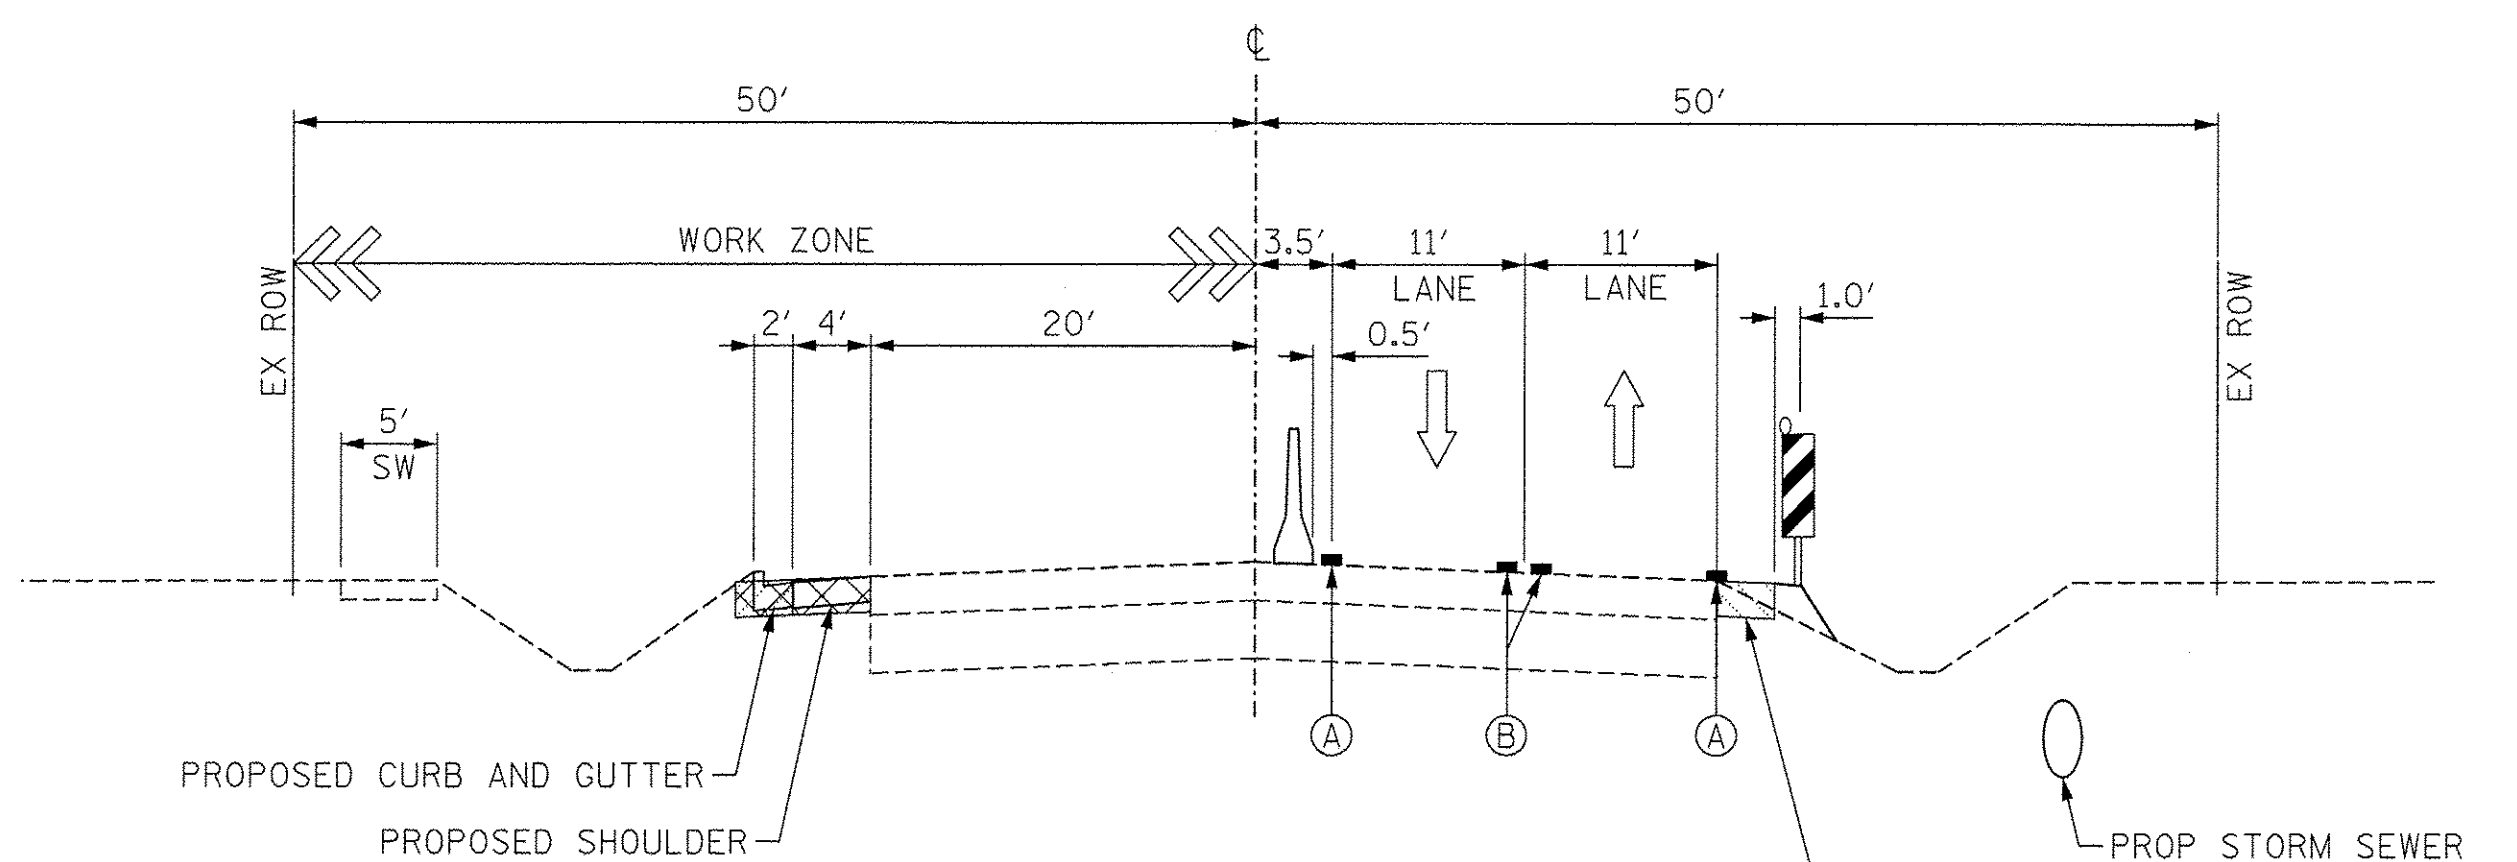 ℄
50'
50'
WORK ZONE
3.5'
11'
LANE
11'
LANE
1.0'
EX ROW
EX ROW
2'
4'
20'
0.5'
5'
SW
A
B
A
PROPOSED CURB AND GUTTER
PROPOSED SHOULDER
PROP STORM SEWER